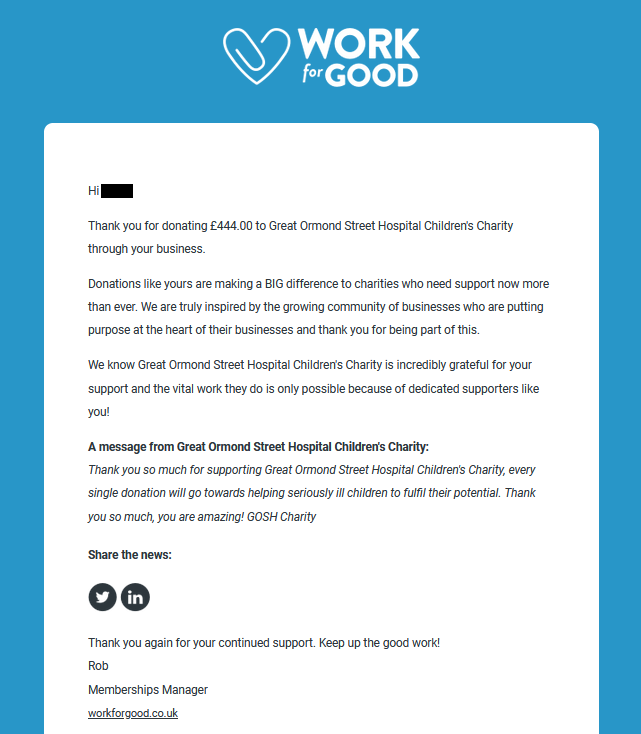 WORK
for GOOD
Hi
Thank you for donating £444.00 to Great Ormond Street Hospital Children's Charity
through your business.
Donations like yours are making a BIG difference to charities who need support now more
than ever. We are truly inspired by the growing community of businesses who are putting
purpose at the heart of their businesses and thank you for being part of this.
We know Great Ormond Street Hospital Children's Charity is incredibly grateful for your
support and the vital work they do is only possible because of dedicated supporters like
you!
A message from Great Ormond Street Hospital Children's Charity:
Thank you so much for supporting Great Ormond Street Hospital Children's Charity, every
single donation will go towards helping seriously ill children to fulfil their potential. Thank
you so much, you are amazing! GOSH Charity
Share the news:
in
Thank you again for your continued support. Keep up the good work!
Rob
Memberships Manager
workforgood.co.uk